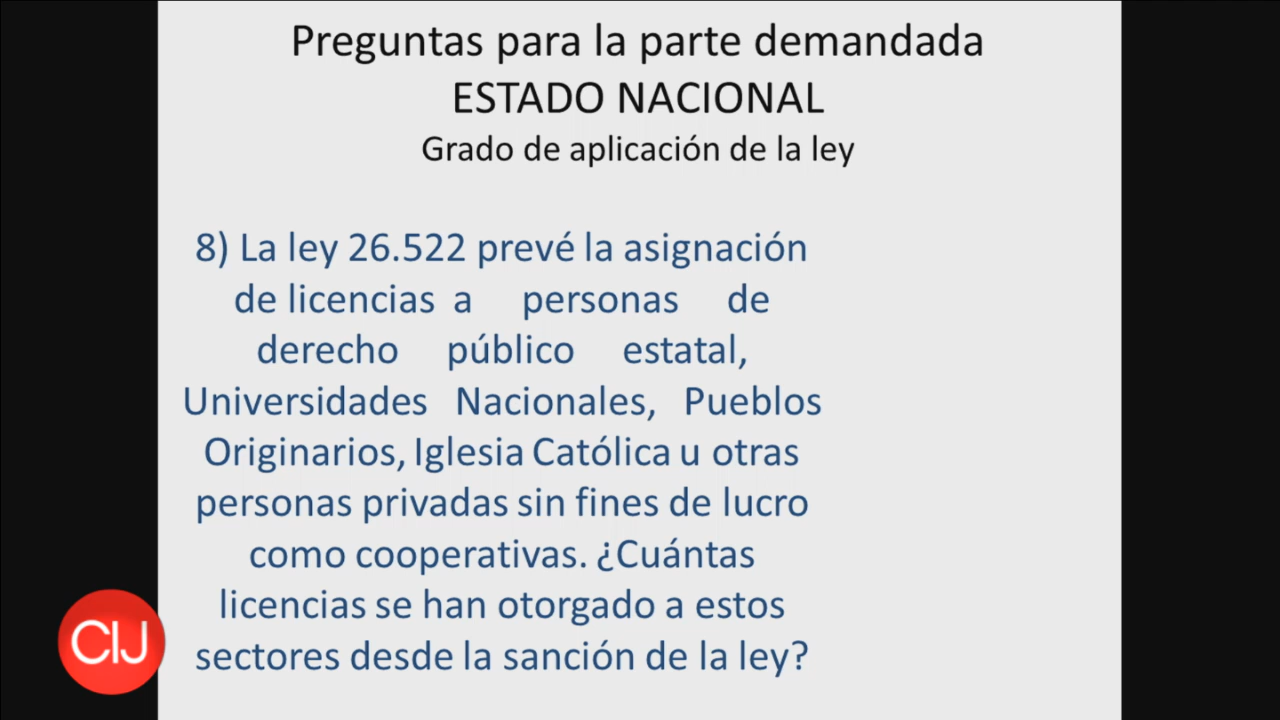 Preguntas para la parte demandada
ESTADO NACIONAL
Grado de aplicación de la ley
8) La ley 26.522 prevé la asignación
de licencias a personas de
derecho público estatal,
Universidades Nacionales, Pueblos
Originarios, Iglesia Católica u otras
personas privadas sin fines de lucro
como cooperativas. ¿Cuántas
licencias se han otorgado a estos
sectores desde la sanción de la ley?
CIJ